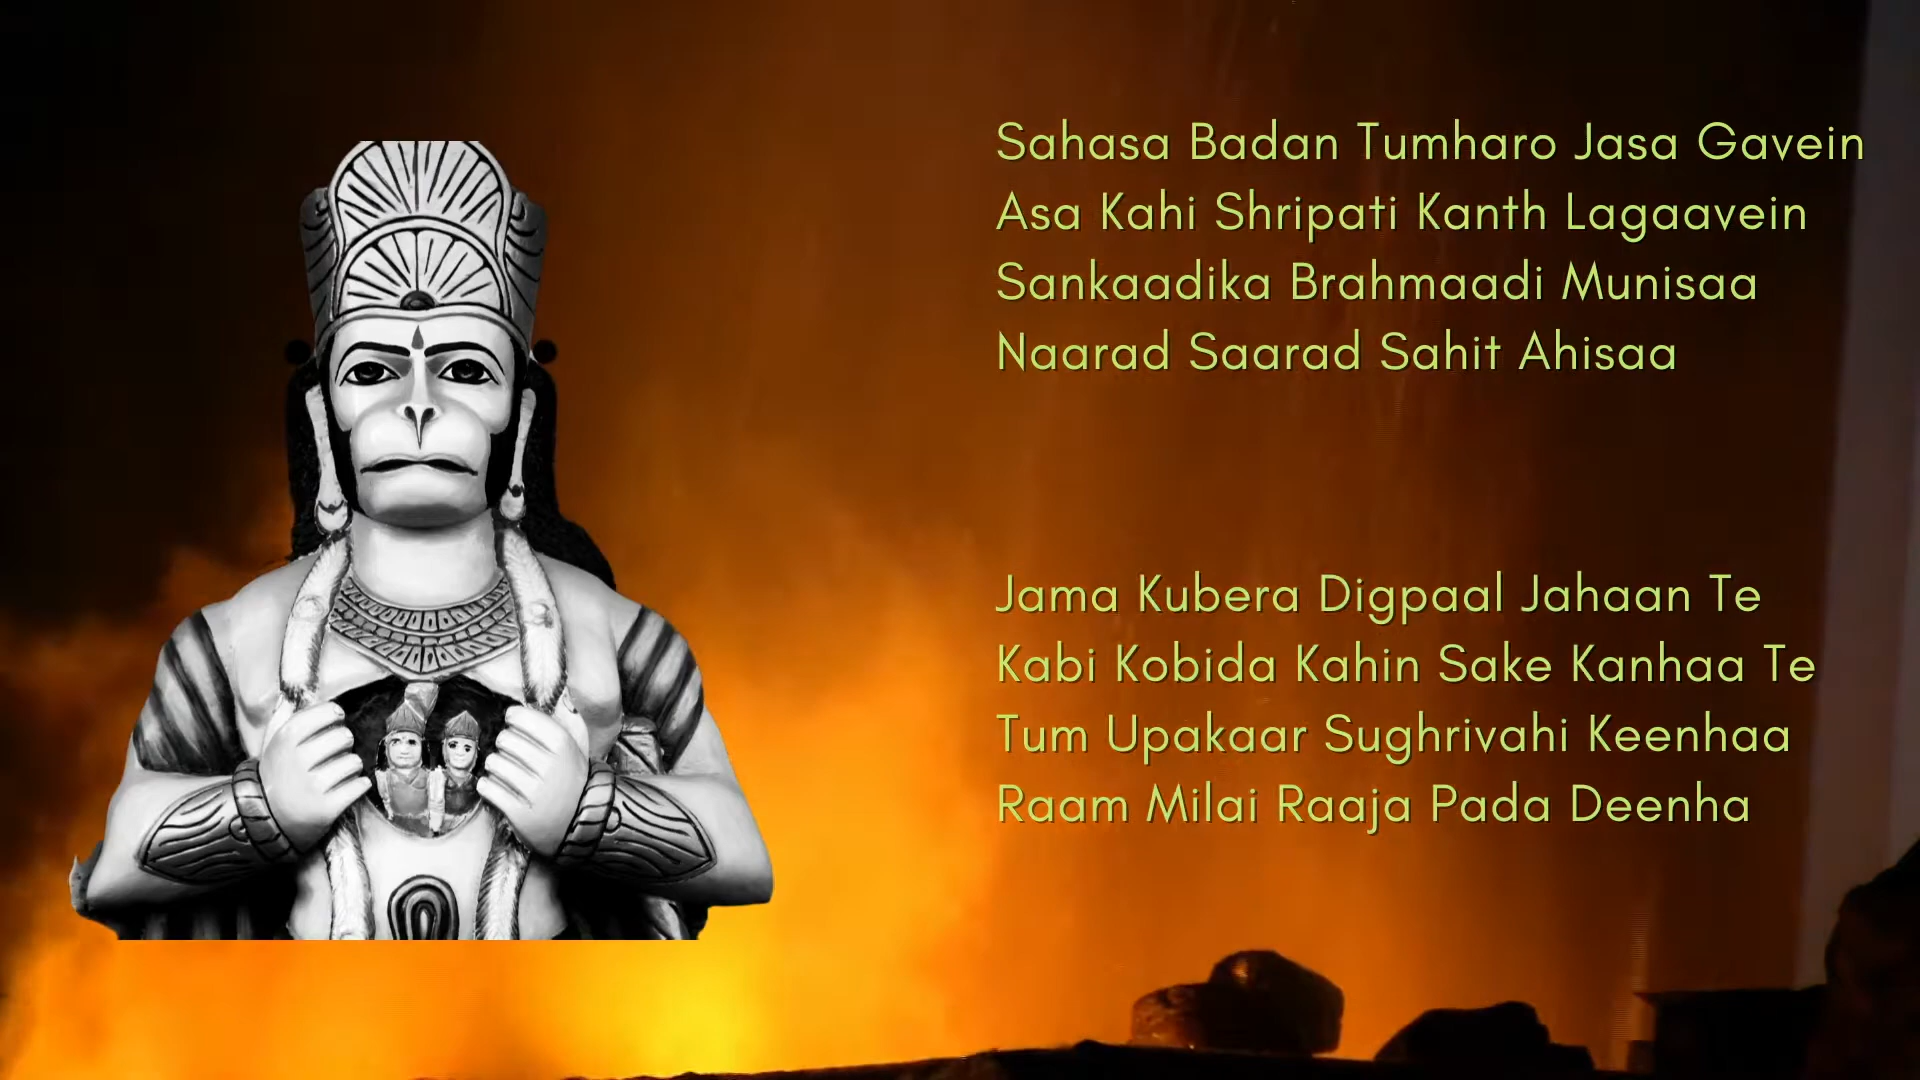 Sahasa Badan Tumharo Jasa Gavein
Asa Kahi Shripati Kanth Lagaavein
Sankaadika Brahmaadi Munisaa
Naarad Saarad Sahit Ahisaa
Jama Kubera Digpaal Jahaan Te
Kabi Kobida Kahin Sake Kanhaa Te
Tum Upakaar Sughrivahi Keenhaa
Raam Milai Raaja Pada Deenha